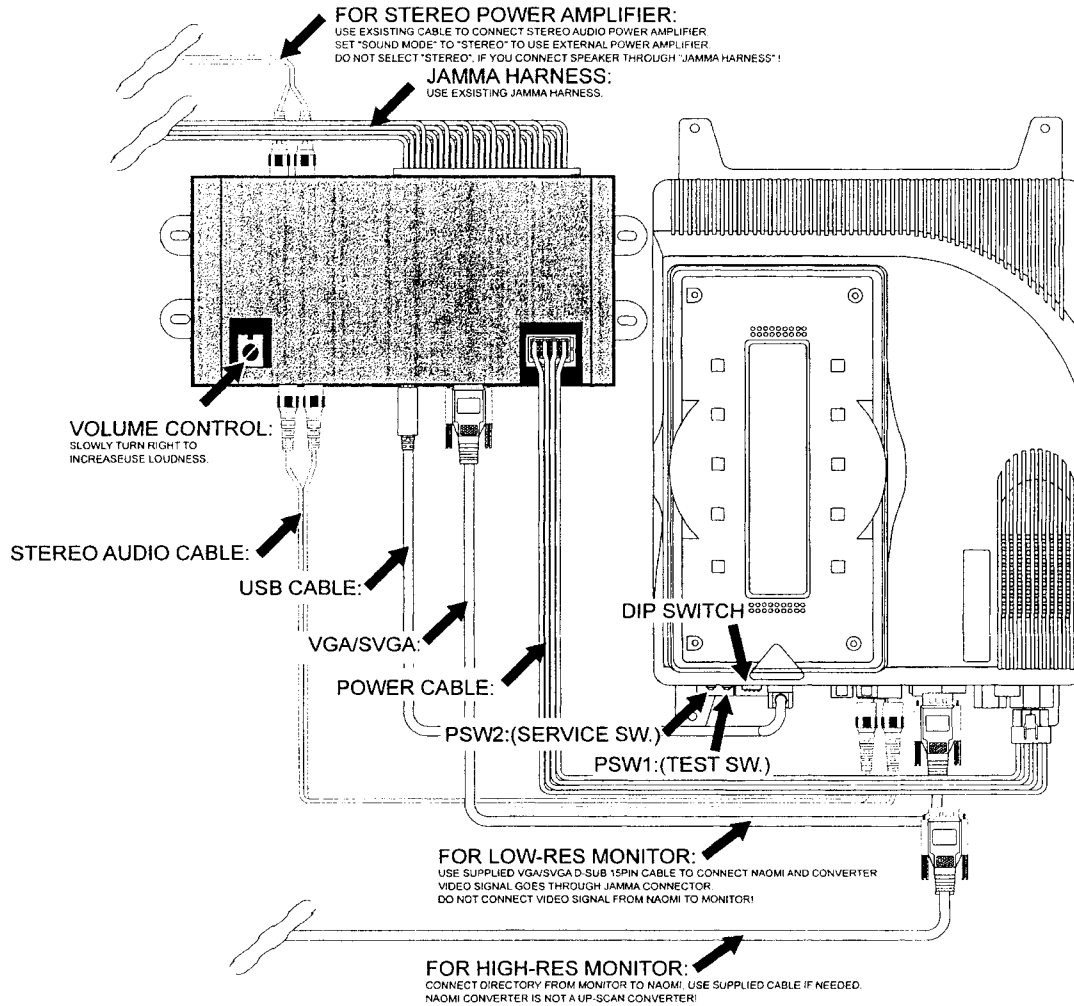 FOR STEREO POWER AMPLIFIER:
USE EXSISTING CABLE TO CONNECT STEREO AUDIO POWER AMPLIFIER.
SET "SOUND MODE" TO "STEREO" TO USE EXTERNAL POWER AMPLIFIER.
DO NOT SELECT "STEREO", IF YOU CONNECT SPEAKER THROUGH "JAMMA HARNESS" !
JAMMA HARNESS:
USE EXSISTING JAMMA HARNESS.
VOLUME CONTROL:
SLOWLY TURN RIGHT TO
INCREASEUSE LOUDNESS.
STEREO AUDIO CABLE:
USB CABLE:
VGA/SVGA:
POWER CABLE:
DIP SWITCH
PSW2:(SERVICE SW.)
PSW1:(TEST SW.)
FOR LOW-RES MONITOR:
USE SUPPLIED VGA/SVGA D-SUB 15PIN CABLE TO CONNECT NAOMI AND CONVERTER
VIDEO SIGNAL GOES THROUGH JAMMA CONNECTOR.
DO NOT CONNECT VIDEO SIGNAL FROM NAOMI TO MONITOR!
FOR HIGH-RES MONITOR:
CONNECT DIRECTORY FROM MONITOR TO NAOMI, USE SUPPLIED CABLE IF NEEDED.
NAOMI CONVERTER IS NOT A UP-SCAN CONVERTER!